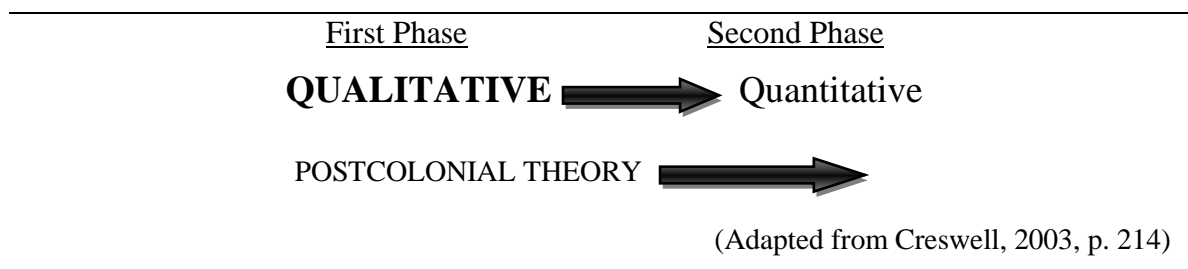 First Phase Second Phase
QUALITATIVE Quantitative
POSTCOLONIAL THEORY
(Adapted from Creswell, 2003, p. 214)